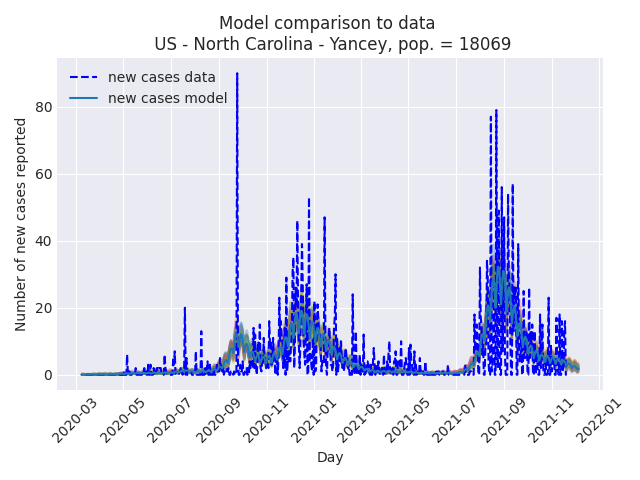 Model comparison to data
US - North Carolina - Yancey, pop. = 18069
new cases data
new cases model
Number of new cases reported
80
60
40
20
0
2020-03
2020-05
2020-07
2020-09
2020-11
2021-01
2021-03
2021-05
2021-07
2021-09
2021-11
2022-01
Day